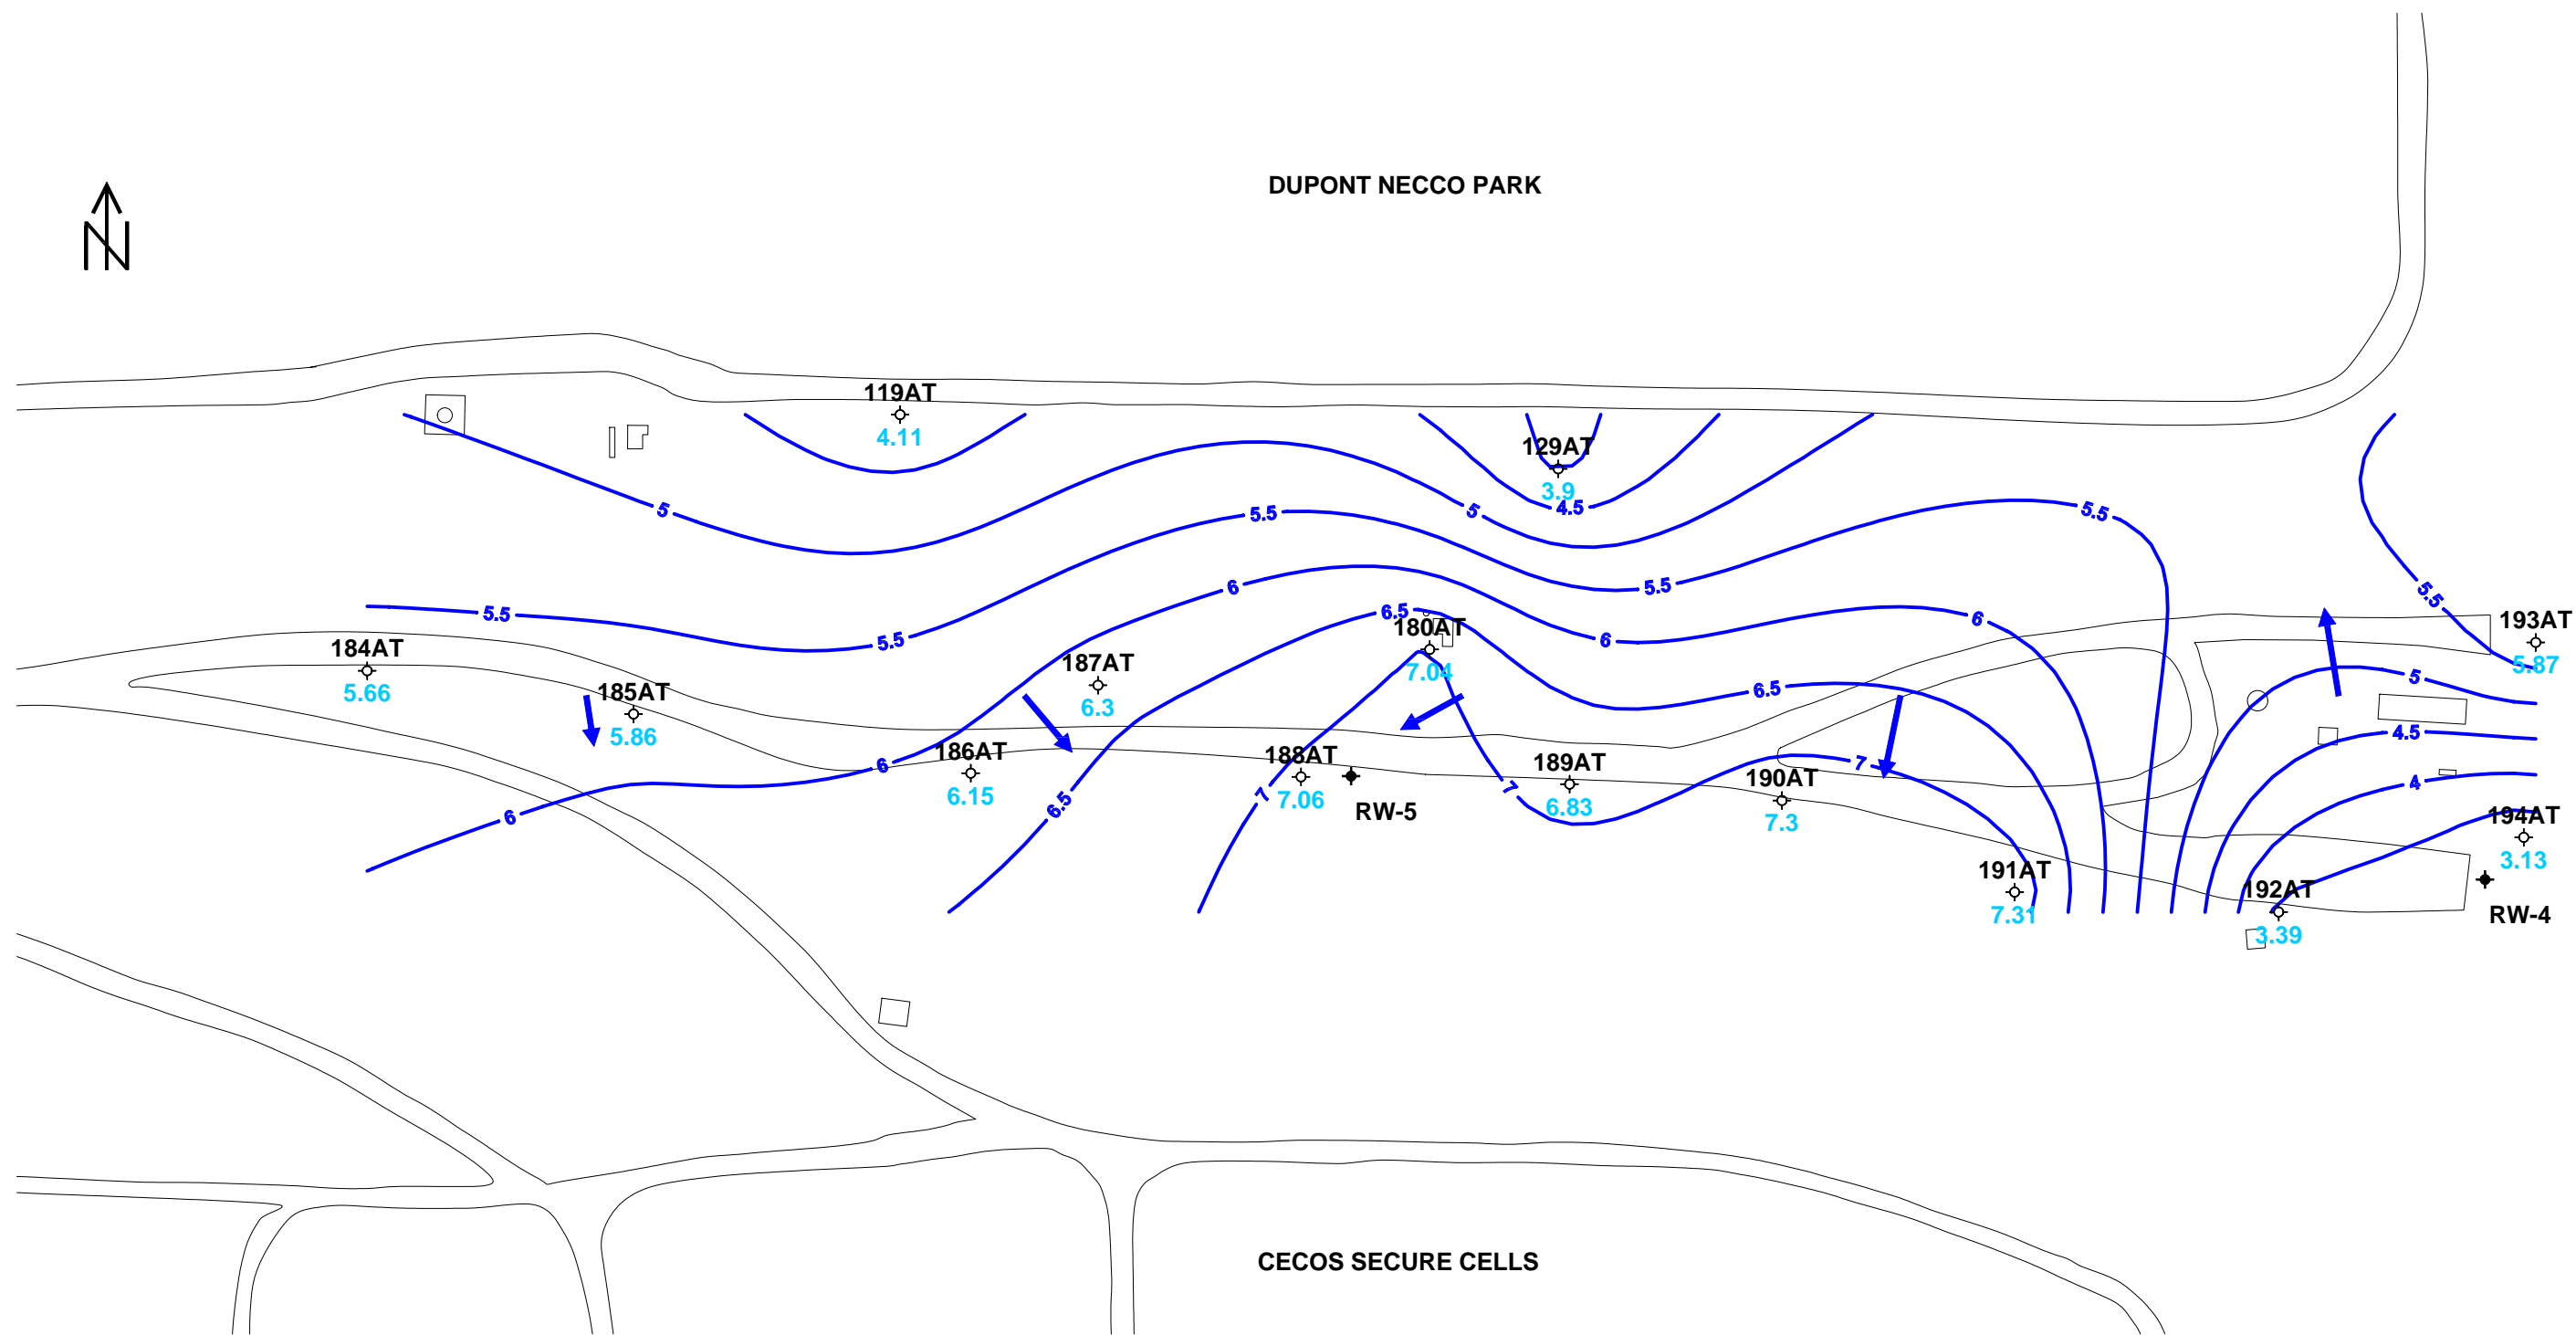 DUPONT NECCO PARK
N
119AT
4.11
129AT
3.9
4.5
5
5
5.5
5.5
5.5
5.5
5.5
5.5
6
6
6
6.5
180AT
7.04
193AT
5.87
184AT
5.66
185AT
5.86
187AT
6.3
6.5
5
4.5
4
186AT
6.15
6
6
6.5
188AT
7.06
7
RW-5
7
189AT
6.83
190AT
7.3
7
194AT
3.13
191AT
7.31
192AT
3.39
RW-4
CECOS SECURE CELLS